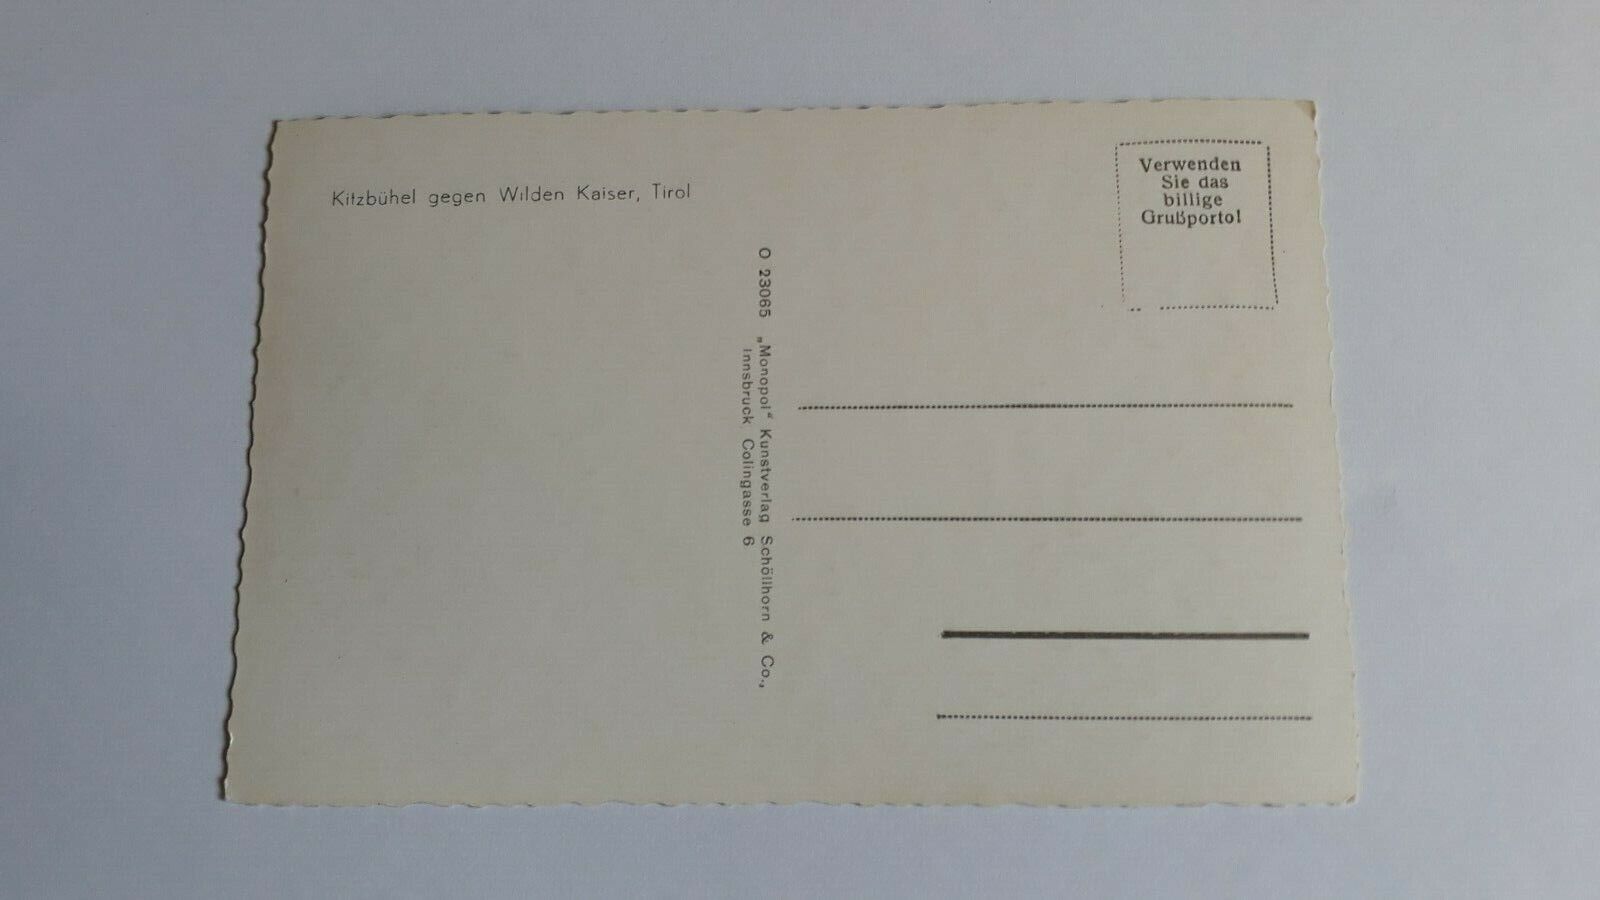 Kitzbühel gegen Wilden Kaiser, Tirol
Verwenden
Sie das
billige
Grußporto!
O 23065 „Monopol“ Kunstverlag Schöllhorn & Co.,
Innsbruck Colingasse 6